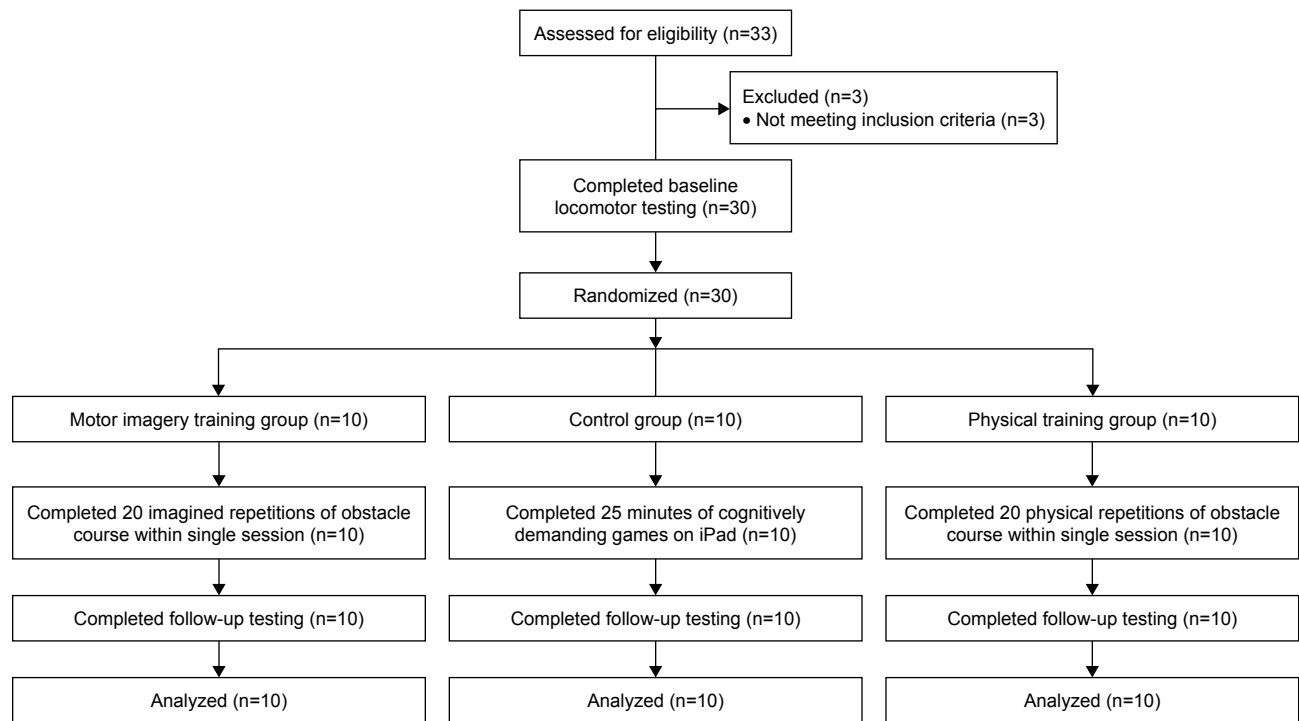 Assessed for eligibility (n=33)
Excluded (n=3)
• Not meeting inclusion criteria (n=3)
Completed baseline
locomotor testing (n=30)
Randomized (n=30)
Motor imagery training group (n=10)
Control group (n=10)
Physical training group (n=10)
Completed 20 imagined repetitions of obstacle
course within single session (n=10)
Completed 25 minutes of cognitively
demanding games on iPad (n=10)
Completed 20 physical repetitions of obstacle
course within single session (n=10)
Completed follow-up testing (n=10)
Completed follow-up testing (n=10)
Completed follow-up testing (n=10)
Analyzed (n=10)
Analyzed (n=10)
Analyzed (n=10)